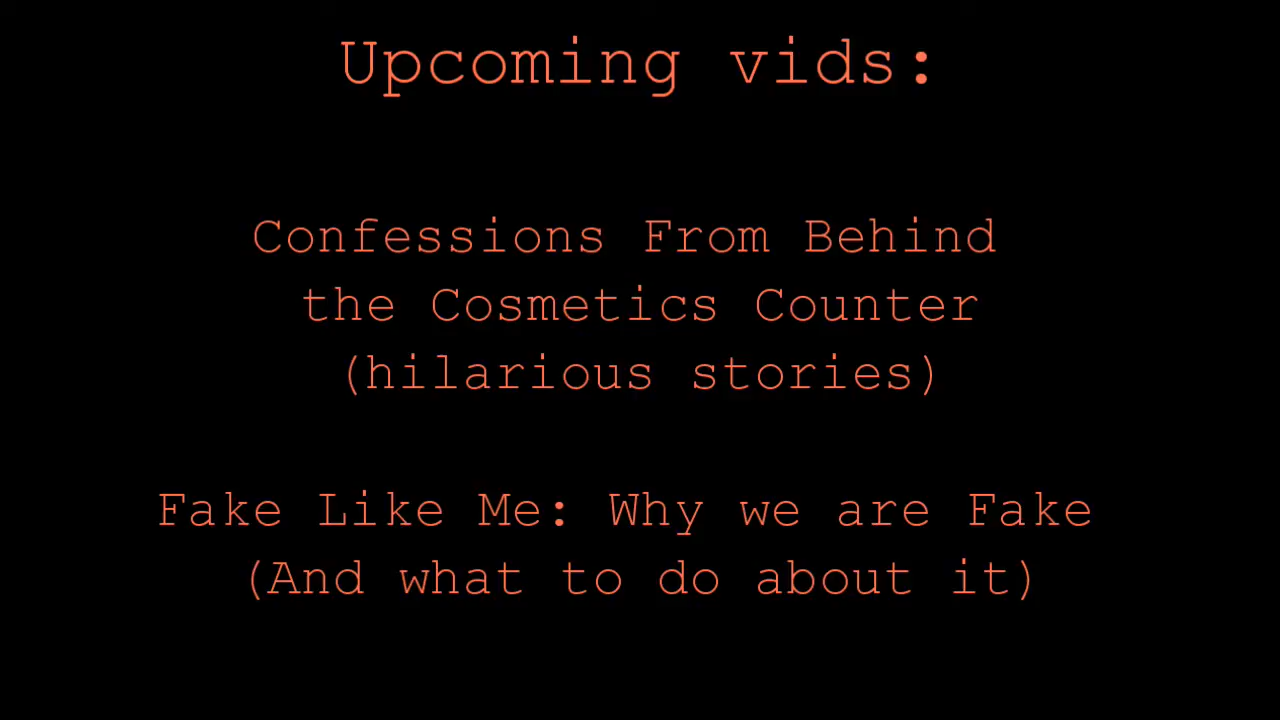 Upcoming vids:
Confessions From Behind
the Cosmetics Counter
(hilarious stories)
Fake Like Me: Why we are Fake
(And what to do about it)